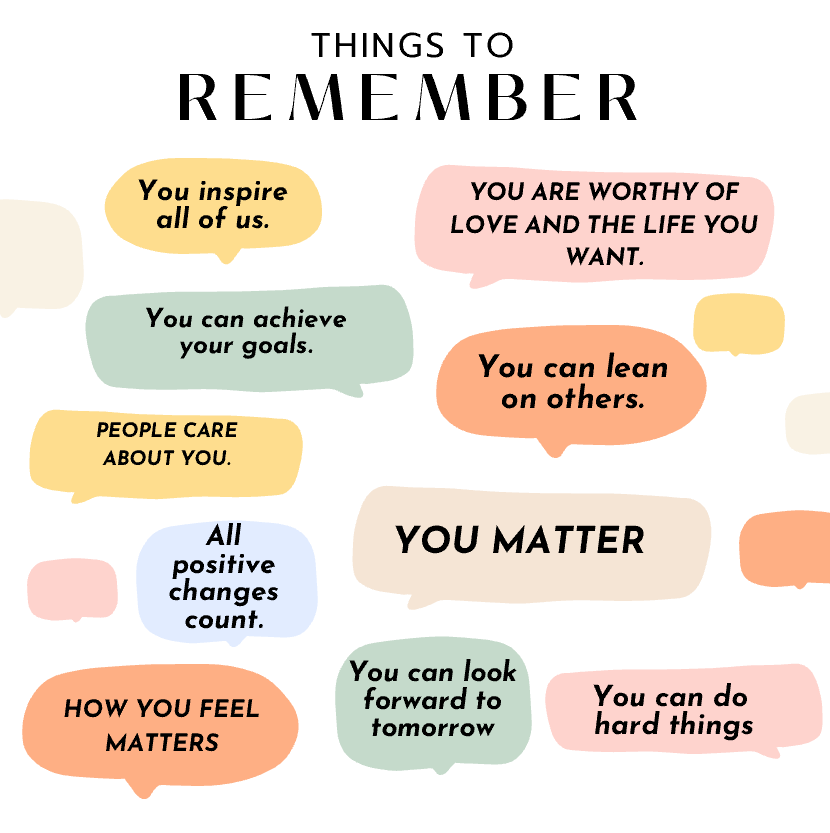 THINGS TO
REMEMBER
You inspire
all of us.
YOU ARE WORTHY OF
LOVE AND THE LIFE YOU
WANT.
You can achieve
your goals.
You can lean
on others.
PEOPLE CARE
ABOUT YOU.
YOU MATTER
All
positive
changes
count.
HOW YOU FEEL
MATTERS
You can look
forward to
tomorrow
You can do
hard things